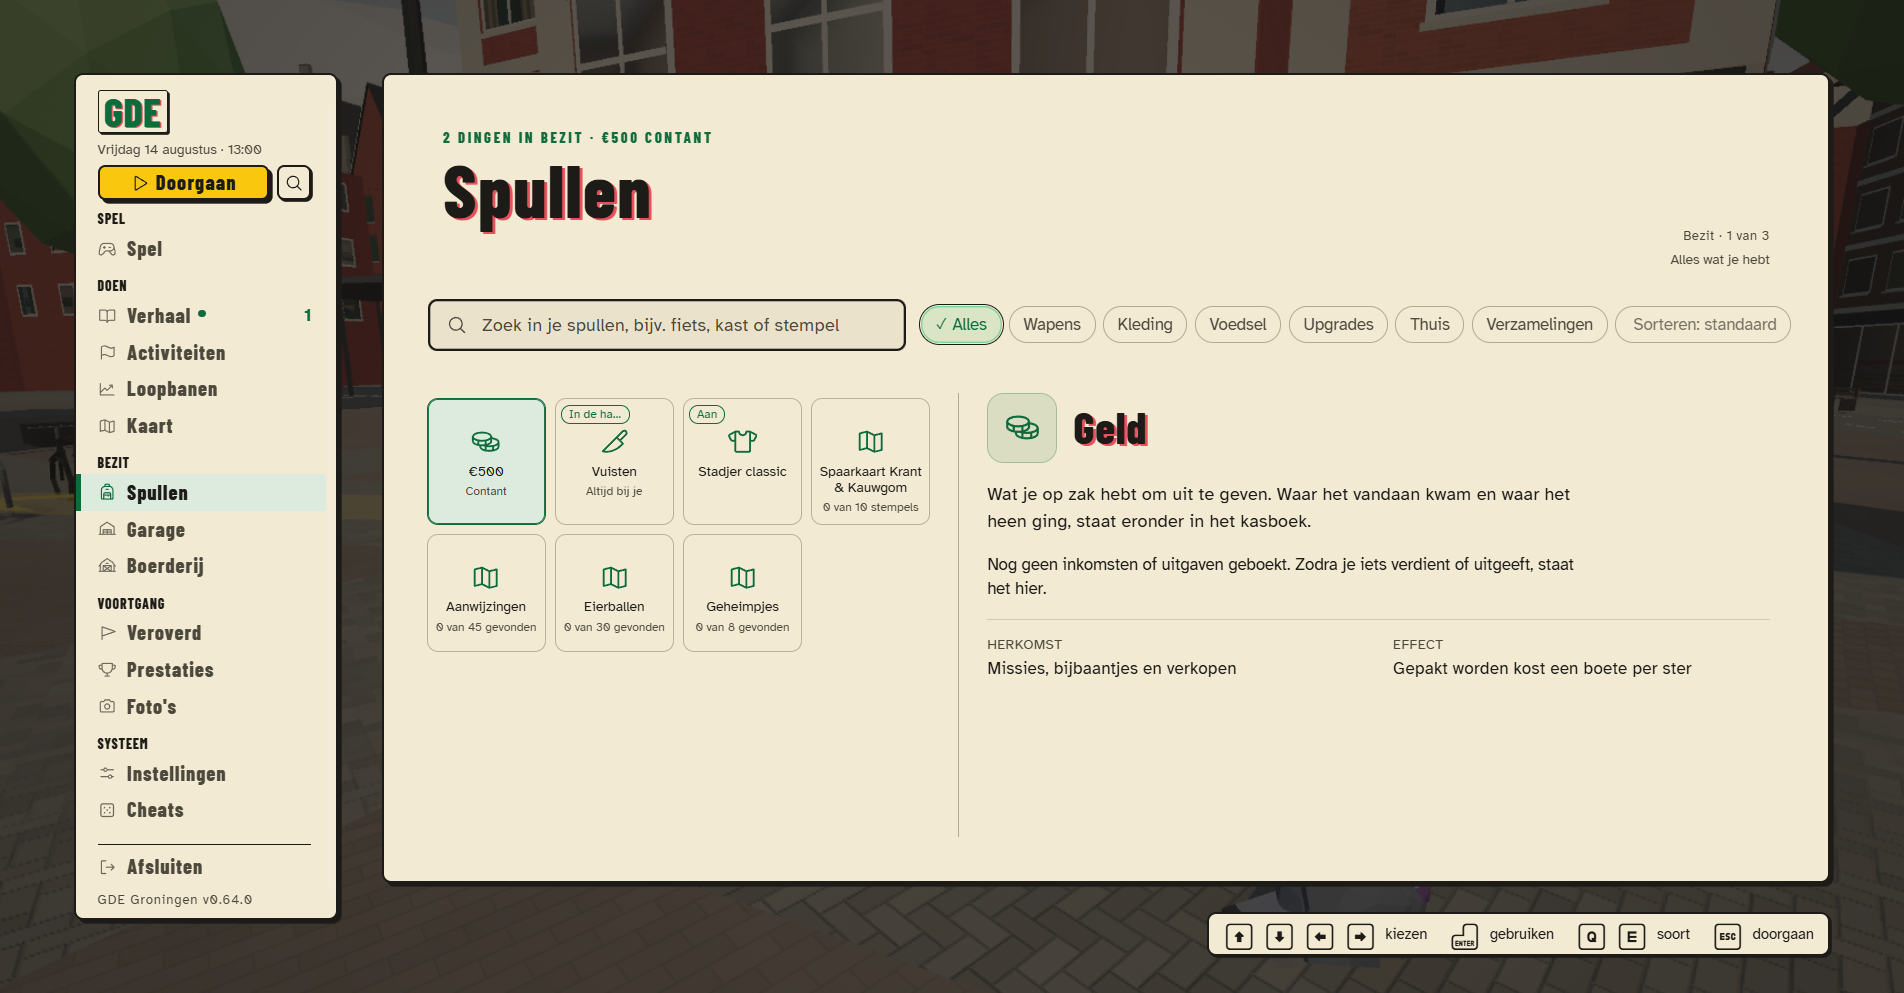 GDE
Vrijdag 14 augustus · 13:00
Doorgaan
SPEL
Spel
DOEN
Verhaal 1
Activiteiten
Loopbanen
Kaart
BEZIT
Spullen
Garage
Boerderij
VOORTGANG
Veroverd
Prestaties
Foto's
SYSTEEM
Instellingen
Cheats
Afsluiten
GDE Groningen v0.64.0
2 DINGEN IN BEZIT · €500 CONTANT
Spullen
Bezit · 1 van 3
Alles wat je hebt
Zoek in je spullen, bijv. fiets, kast of stempel
✓ Alles
Wapens
Kleding
Voedsel
Upgrades
Thuis
Verzamelingen
Sorteren: standaard
€500
Contant
In de ha...
Vuisten
Altijd bij je
Aan
Stadjer classic
Spaarkaart Krant
& Kauwgom
0 van 10 stempels
Aanwijzingen
0 van 45 gevonden
Eierballen
0 van 30 gevonden
Geheimpjes
0 van 8 gevonden
Geld
Wat je op zak hebt om uit te geven. Waar het vandaan kwam en waar het
heen ging, staat eronder in het kasboek.
Nog geen inkomsten of uitgaven geboekt. Zodra je iets verdient of uitgeeft, staat
het hier.
HERKOMST
Missies, bijbaantjes en verkopen
EFFECT
Gepakt worden kost een boete per ster
kiezen
ENTER gebruiken
Q E soort
ESC doorgaan